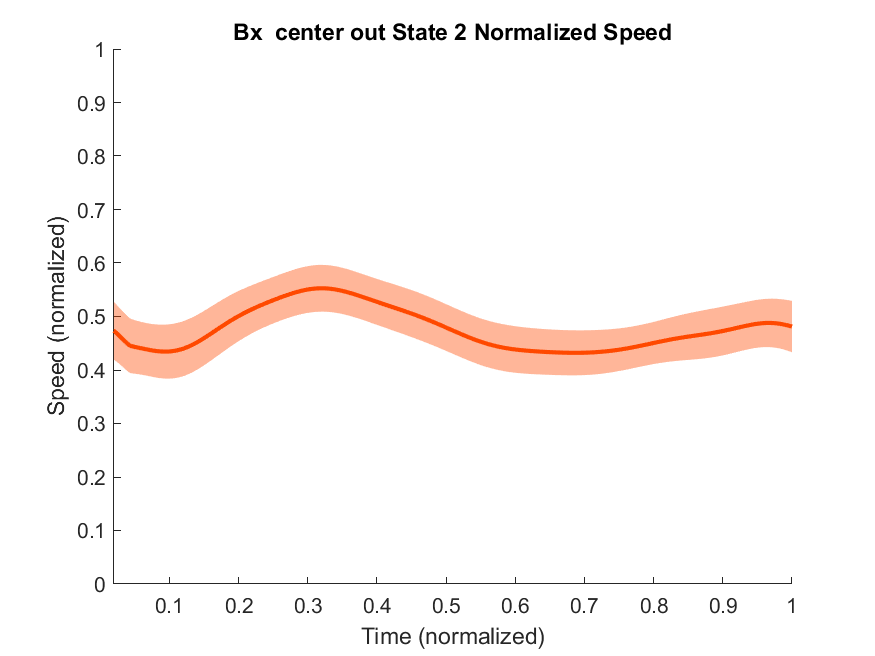 Bx  center out State 2 Normalized Speed
1
0.9
0.8
0.7
0.6
0.5
0.4
0.3
0.2
0.1
0
Speed (normalized)
0.1 0.2 0.3 0.4 0.5 0.6 0.7 0.8 0.9 1
Time (normalized)